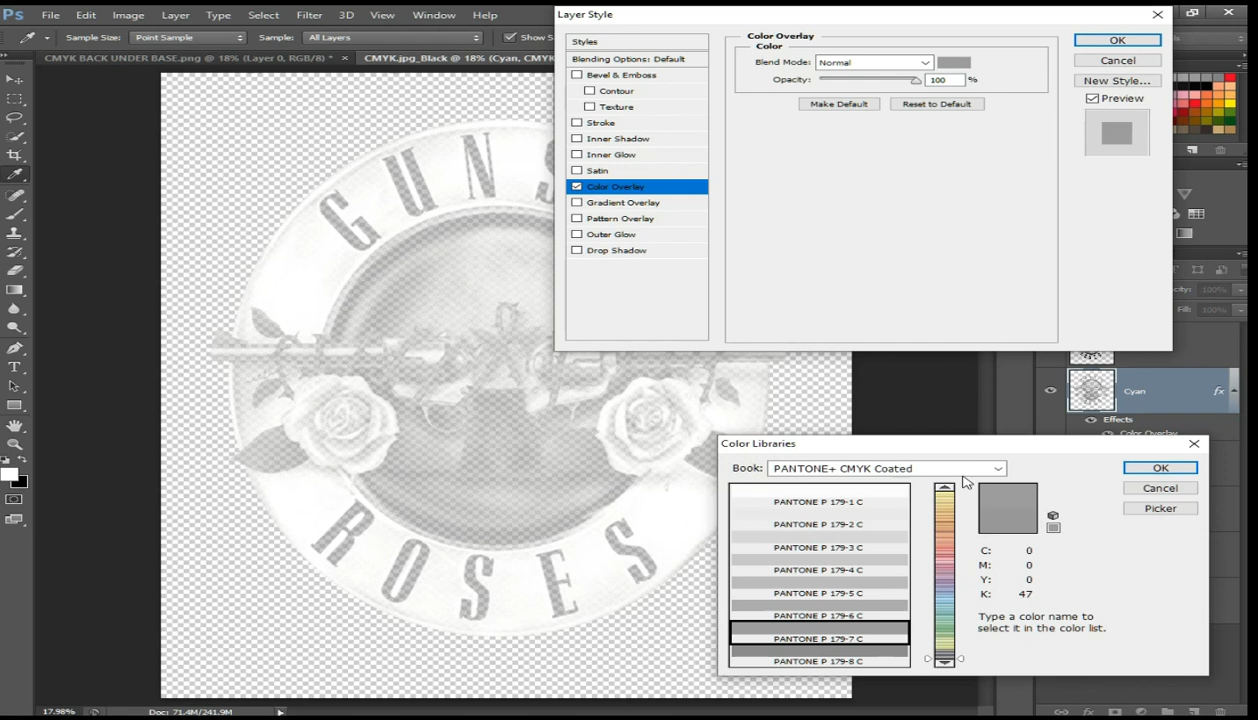 Ps File Edit Image Layer Type Select Filter 3D View Window Help
Sample Size: Point Sample Sample: All Layers Show S
CMYK BACK UNDER BASE.png @ 18% (Layer 0, RGB/8) * × CMYK.jpg_Black @ 18% (Cyan, CMYK
GUNS
ROSES
Layer Style
Styles
Blending Options: Default
Bevel & Emboss
Contour
Texture
Stroke
Inner Shadow
Inner Glow
Satin
Color Overlay
Gradient Overlay
Pattern Overlay
Outer Glow
Drop Shadow
Color Overlay
Color
Blend Mode: Normal
Opacity: 100 %
Make Default Reset to Default
OK
Cancel
New Style...
Preview
Opacity: 100%
Fill: 100%
Cyan fx
Effects
Color Overlay
Color Libraries
Book: PANTONE+ CMYK Coated
PANTONE P 179-1 C
PANTONE P 179-2 C
PANTONE P 179-3 C
PANTONE P 179-4 C
PANTONE P 179-5 C
PANTONE P 179-6 C
PANTONE P 179-7 C
PANTONE P 179-8 C
OK
Cancel
Picker
C: 0
M: 0
Y: 0
K: 47
Type a color name to
select it in the color list.
17.98% Doc: 71.4M/241.9M